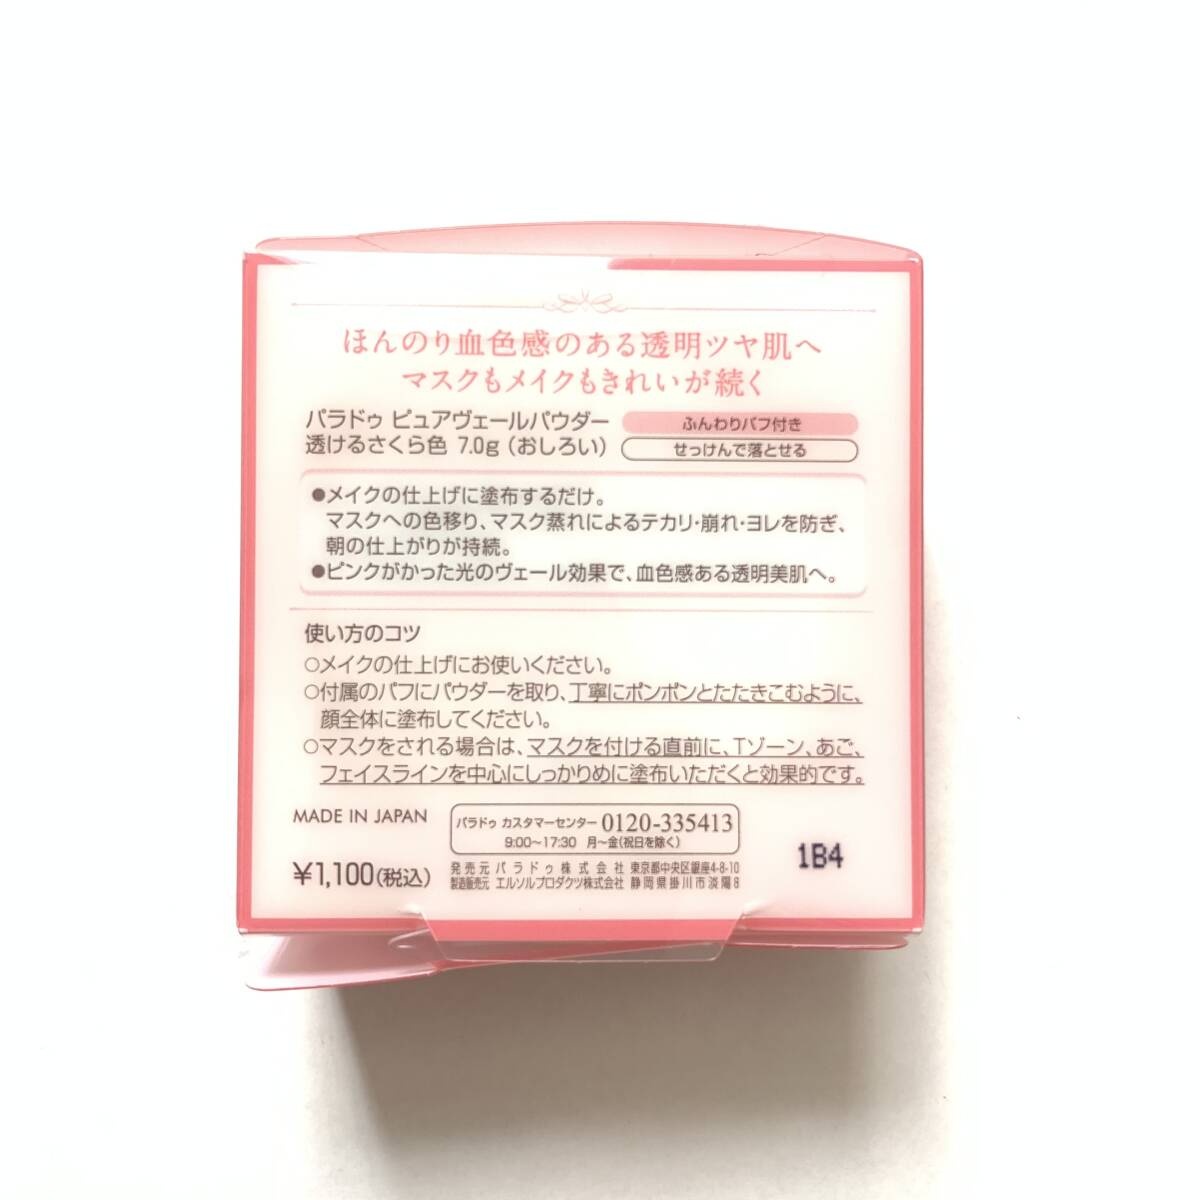 ほんのり血色感のある透明ツヤ肌へ
マスクもメイクもきれいが続く
パラドゥ ピュアヴェールパウダー
透けるさくら色 7.0g（おしろい）
ふんわりパフ付き
せっけんで落とせる
●メイクの仕上げに塗布するだけ。
マスクへの色移り、マスク蒸れによるテカリ・崩れ・ヨレを防ぎ、
朝の仕上がりが持続。
●ピンクがかった光のヴェール効果で、血色感ある透明美肌へ。
使い方のコツ
○メイクの仕上げにお使いください。
○付属のパフにパウダーを取り、丁寧にポンポンとたたきこむように、
顔全体に塗布してください。
○マスクをされる場合は、マスクを付ける直前に、Tゾーン、あご、
フェイスラインを中心にしっかりめに塗布いただくと効果的です。
MADE IN JAPAN
¥1,100(税込)
パラドゥ カスタマーセンター 0120-335413
9:00～17:30 月～金(祝日を除く)
発売元 パラドゥ株式会社 東京都中央区銀座4-8-10
製造販売元 エルソルプロダクツ株式会社 静岡県掛川市淡陽8
1B4